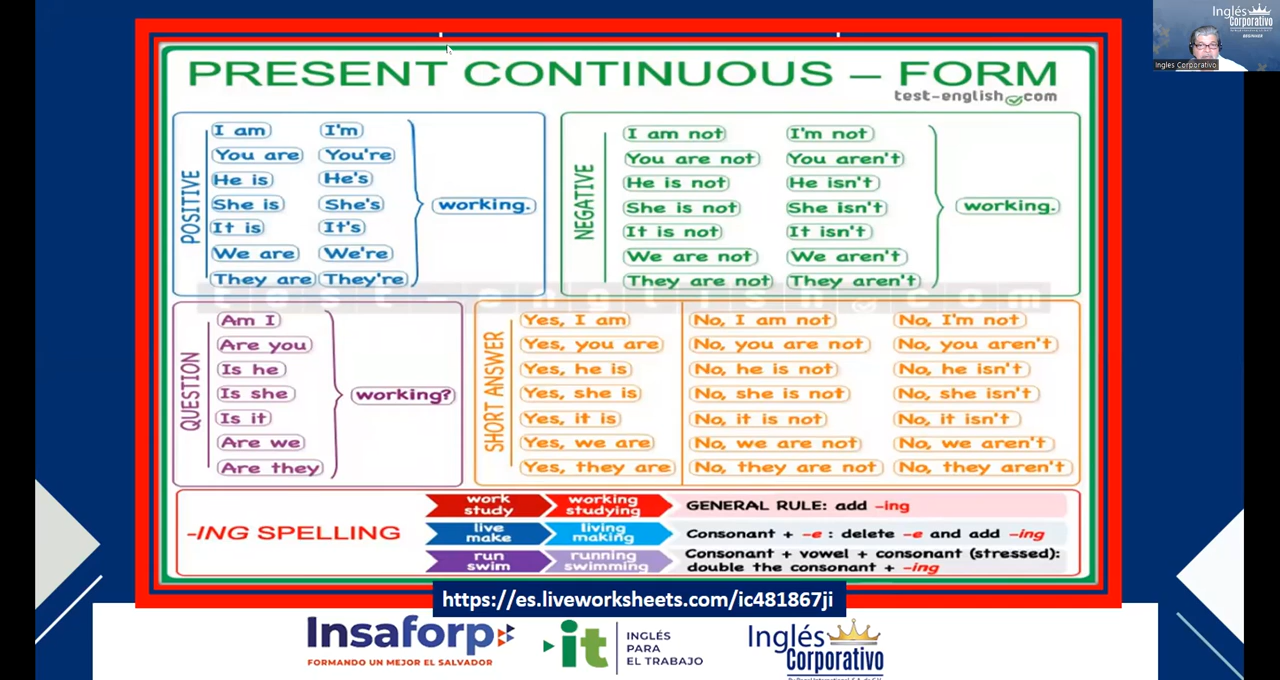 Inglés
Corporativo
BEGINNER
Ingles Corporativo
PRESENT CONTINUOUS – FORM
test-english.com
POSITIVE
I am I'm
You are You're
He is He's
She is She's
It is It's
We are We're
They are They're
working.
NEGATIVE
I am not I'm not
You are not You aren't
He is not He isn't
She is not She isn't
It is not It isn't
We are not We aren't
They are not They aren't
working.
test-english.com
QUESTION
Am I
Are you
Is he
Is she
Is it
Are we
Are they
working?
SHORT ANSWER
Yes, I am No, I am not No, I'm not
Yes, you are No, you are not No, you aren't
Yes, he is No, he is not No, he isn't
Yes, she is No, she is not No, she isn't
Yes, it is No, it is not No, it isn't
Yes, we are No, we are not No, we aren't
Yes, they are No, they are not No, they aren't
-ING SPELLING
work working
study studying
GENERAL RULE: add -ing
live living
make making
Consonant + -e : delete -e and add -ing
run running
swim swimming
Consonant + vowel + consonant (stressed):
double the consonant + -ing
https://es.liveworksheets.com/ic481867ji
Insaforp
FORMANDO UN MEJOR EL SALVADOR
it
INGLÉS
PARA
EL TRABAJO
Inglés
Corporativo